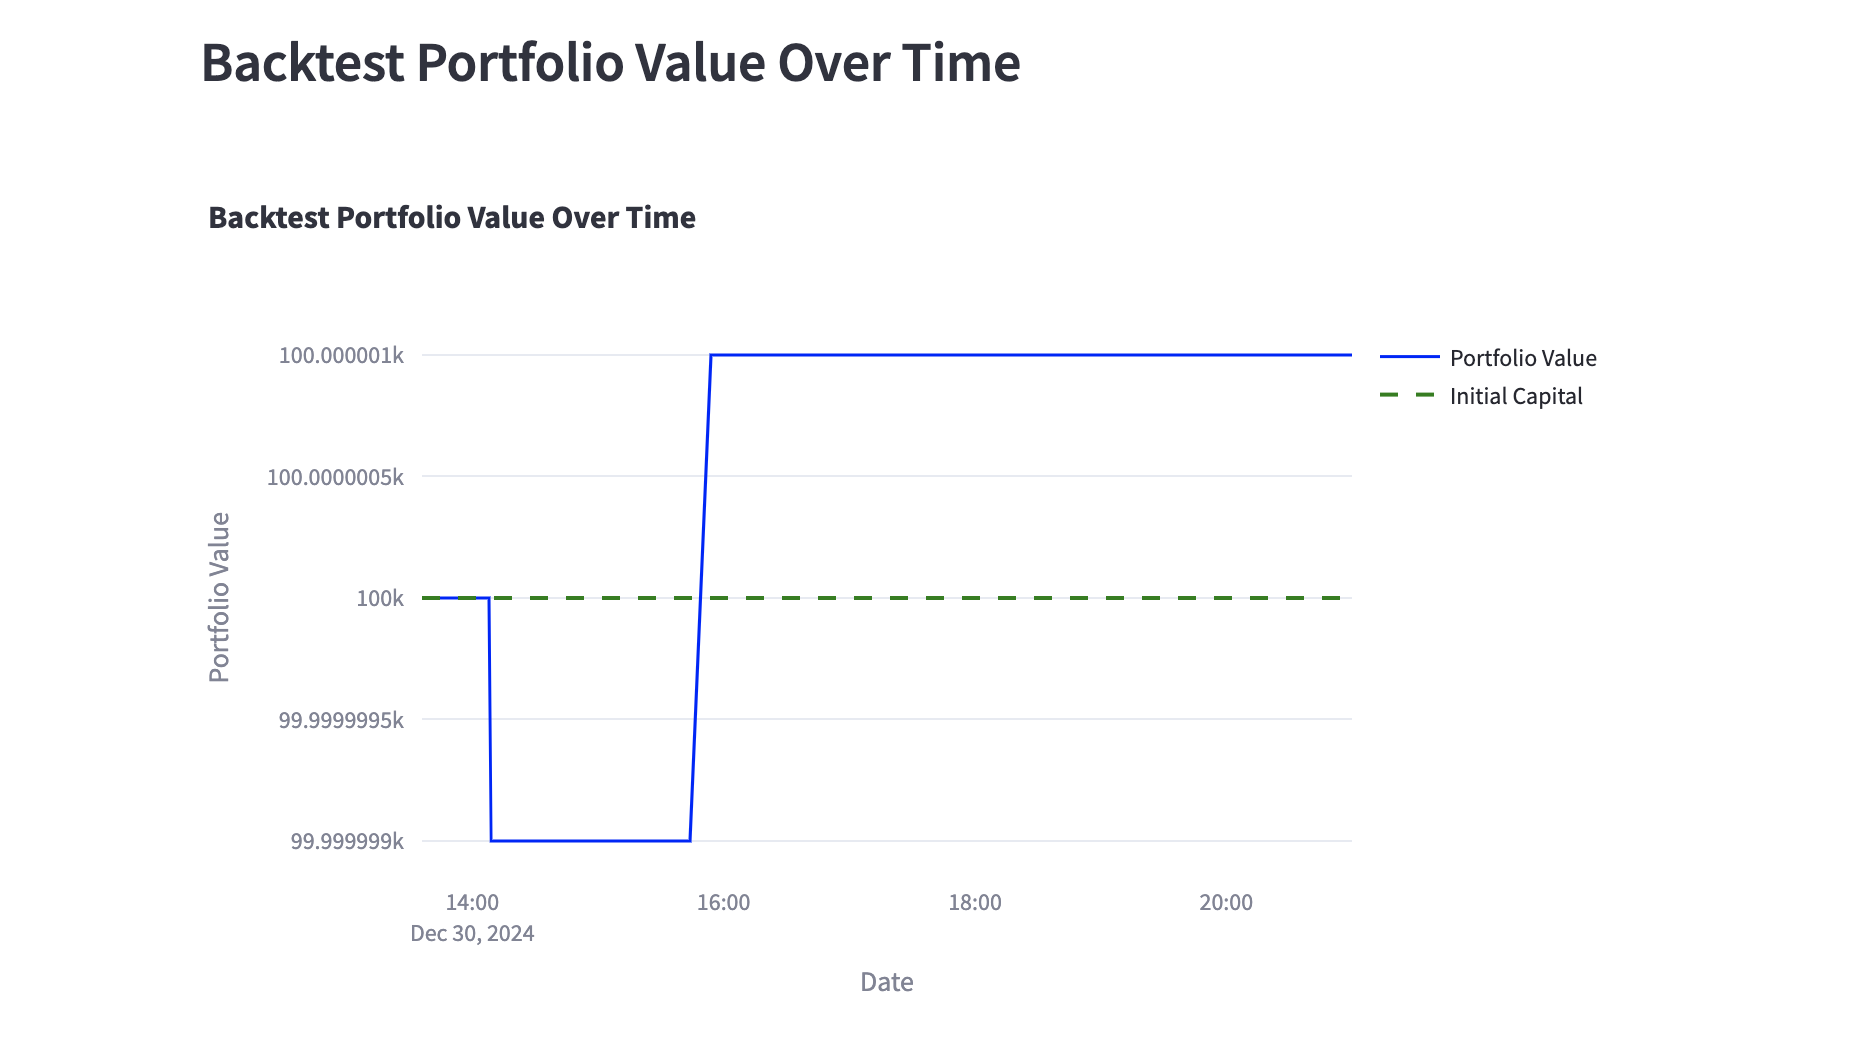 Backtest Portfolio Value Over Time
Backtest Portfolio Value Over Time
100.000001k
100.0000005k
100k
99.9999995k
99.999999k
Portfolio Value
Portfolio Value
Initial Capital
14:00
Dec 30, 2024
16:00
18:00
20:00
Date